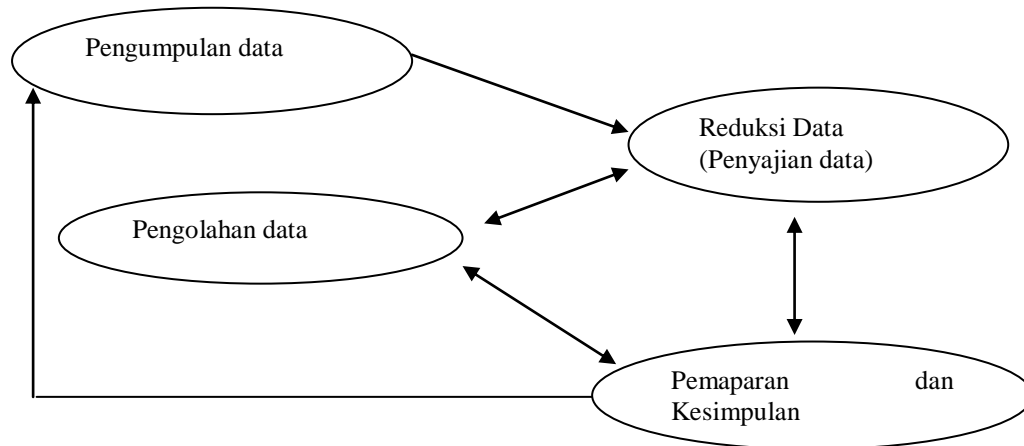 Pengumpulan data
Reduksi Data
(Penyajian data)
Pengolahan data
Pemaparan dan
Kesimpulan